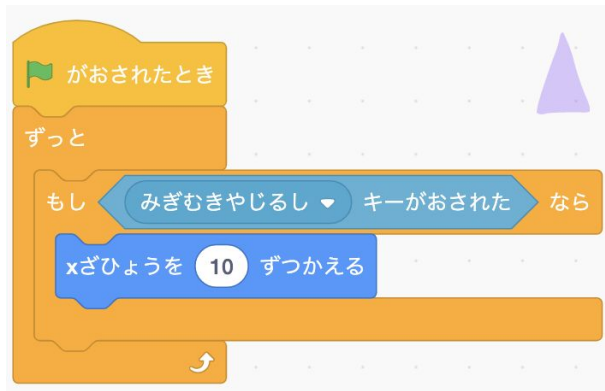 がおされたとき
ずっと
もし みぎむきやじるし キーがおされた なら
xざひょうを 10 ずつかえる